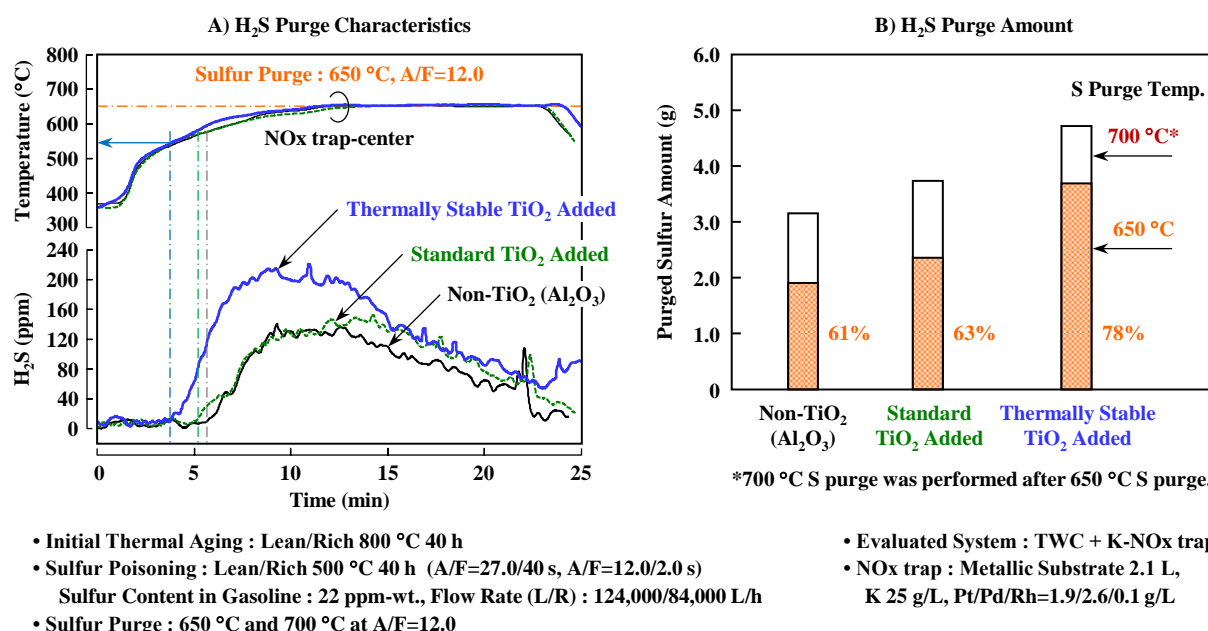 A) H₂S Purge Characteristics
B) H₂S Purge Amount
Temperature (°C)
800
700
600
500
400
300
Sulfur Purge : 650 °C, A/F=12.0
NOx trap-center
H₂S (ppm)
240
200
160
120
80
40
0
Thermally Stable TiO₂ Added
Standard TiO₂ Added
Non-TiO₂ (Al₂O₃)
0 5 10 15 20 25
Time (min)
Purged Sulfur Amount (g)
6.0
5.0
4.0
3.0
2.0
1.0
0
S Purge Temp.
700 °C*
650 °C
61%
63%
78%
Non-TiO₂
(Al₂O₃)
Standard
TiO₂ Added
Thermally Stable
TiO₂ Added
*700 °C S purge was performed after 650 °C S purge.
• Initial Thermal Aging : Lean/Rich 800 °C 40 h
• Sulfur Poisoning : Lean/Rich 500 °C 40 h (A/F=27.0/40 s, A/F=12.0/2.0 s)
Sulfur Content in Gasoline : 22 ppm-wt., Flow Rate (L/R) : 124,000/84,000 L/h
• Sulfur Purge : 650 °C and 700 °C at A/F=12.0
• Evaluated System : TWC + K-NOx trap
• NOx trap : Metallic Substrate 2.1 L,
K 25 g/L, Pt/Pd/Rh=1.9/2.6/0.1 g/L